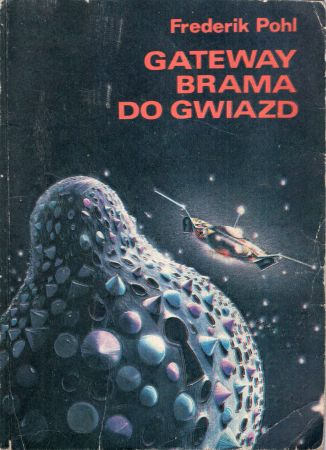 Frederik Pohl
GATEWAY
BRAMA
DO GWIAZD